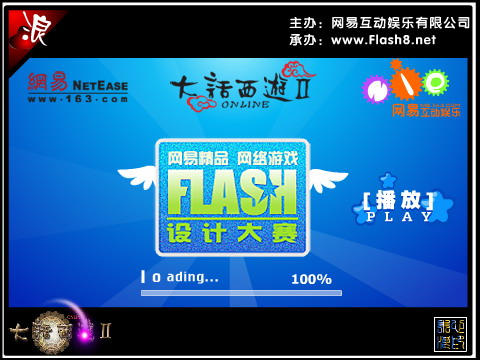 浪
主办：网易互动娱乐有限公司
承办：www.Flash8.net
網易 NETEASE
www.163.com
大话西遊II
ONLINE
网易互动娱乐
网易精品 网络游戏
FLASH
设计大赛
[播放]
PLAY
loading...
100%
大话西遊II